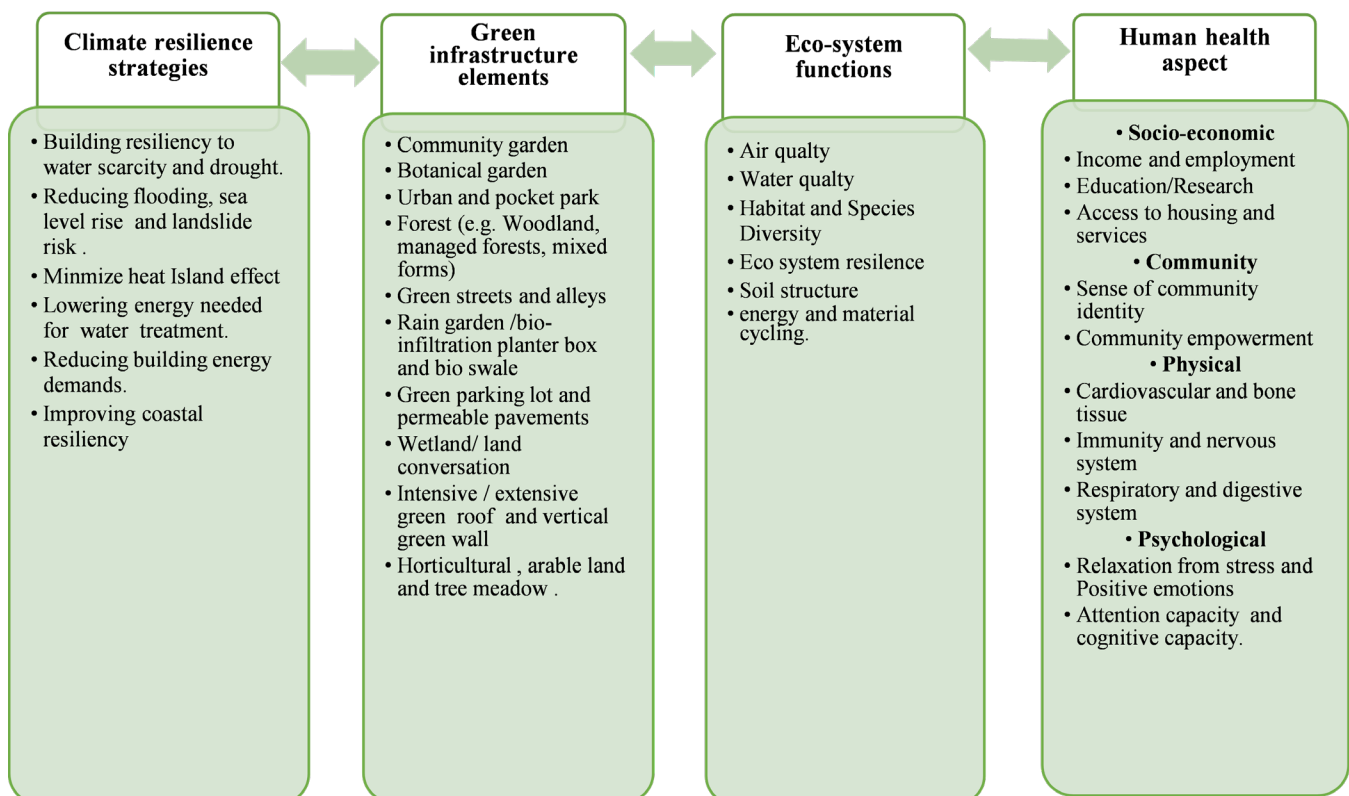 Climate resilience
strategies
• Building resiliency to
water scarcity and drought.
• Reducing flooding, sea
level rise and landslide
risk .
• Minmize heat Island effect
• Lowering energy needed
for water treatment.
• Reducing building energy
demands.
• Improving coastal
resiliency
Green
infrastructure
elements
• Community garden
• Botanical garden
• Urban and pocket park
• Forest (e.g. Woodland,
managed forests, mixed
forms)
• Green streets and alleys
• Rain garden /bio-
infiltration planter box
and bio swale
• Green parking lot and
permeable pavements
• Wetland/ land
conversation
• Intensive / extensive
green roof and vertical
green wall
• Horticultural , arable land
and tree meadow .
Eco-system
functions
• Air qualty
• Water qualty
• Habitat and Species
Diversity
• Eco system resilence
• Soil structure
• energy and material
cycling.
Human health
aspect
• Socio-economic
• Income and employment
• Education/Research
• Access to housing and
services
• Community
• Sense of community
identity
• Community empowerment
• Physical
• Cardiovascular and bone
tissue
• Immunity and nervous
system
• Respiratory and digestive
system
• Psychological
• Relaxation from stress and
Positive emotions
• Attention capacity and
cognitive capacity.